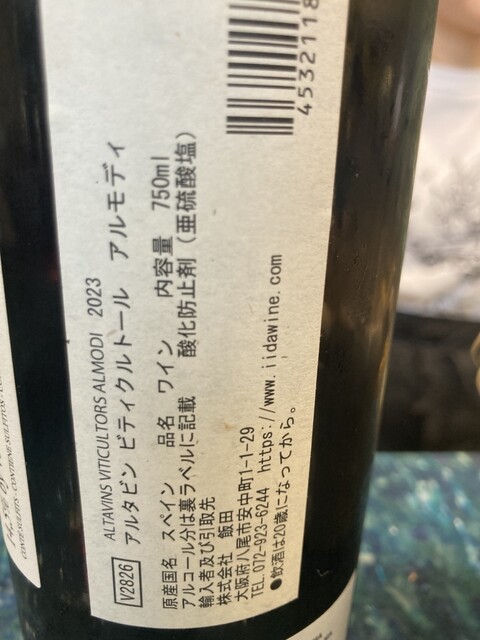 ALTAVINS VITICULTORS ALMODI 2023
V2826 アルタビン ビティクルトール アルモディ
原産国名 スペイン 品名 ワイン 内容量 750ml
アルコール分は裏ラベルに記載 酸化防止剤（亜硫酸塩）
輸入者及び引取先
株式会社 飯田
大阪府八尾市安中町1-1-29
TEL.072-923-6244 https://www.iidawine.com
●飲酒は20歳になってから。
4532118
CONTÉ SULFITS - CONTIENE SULFITOS